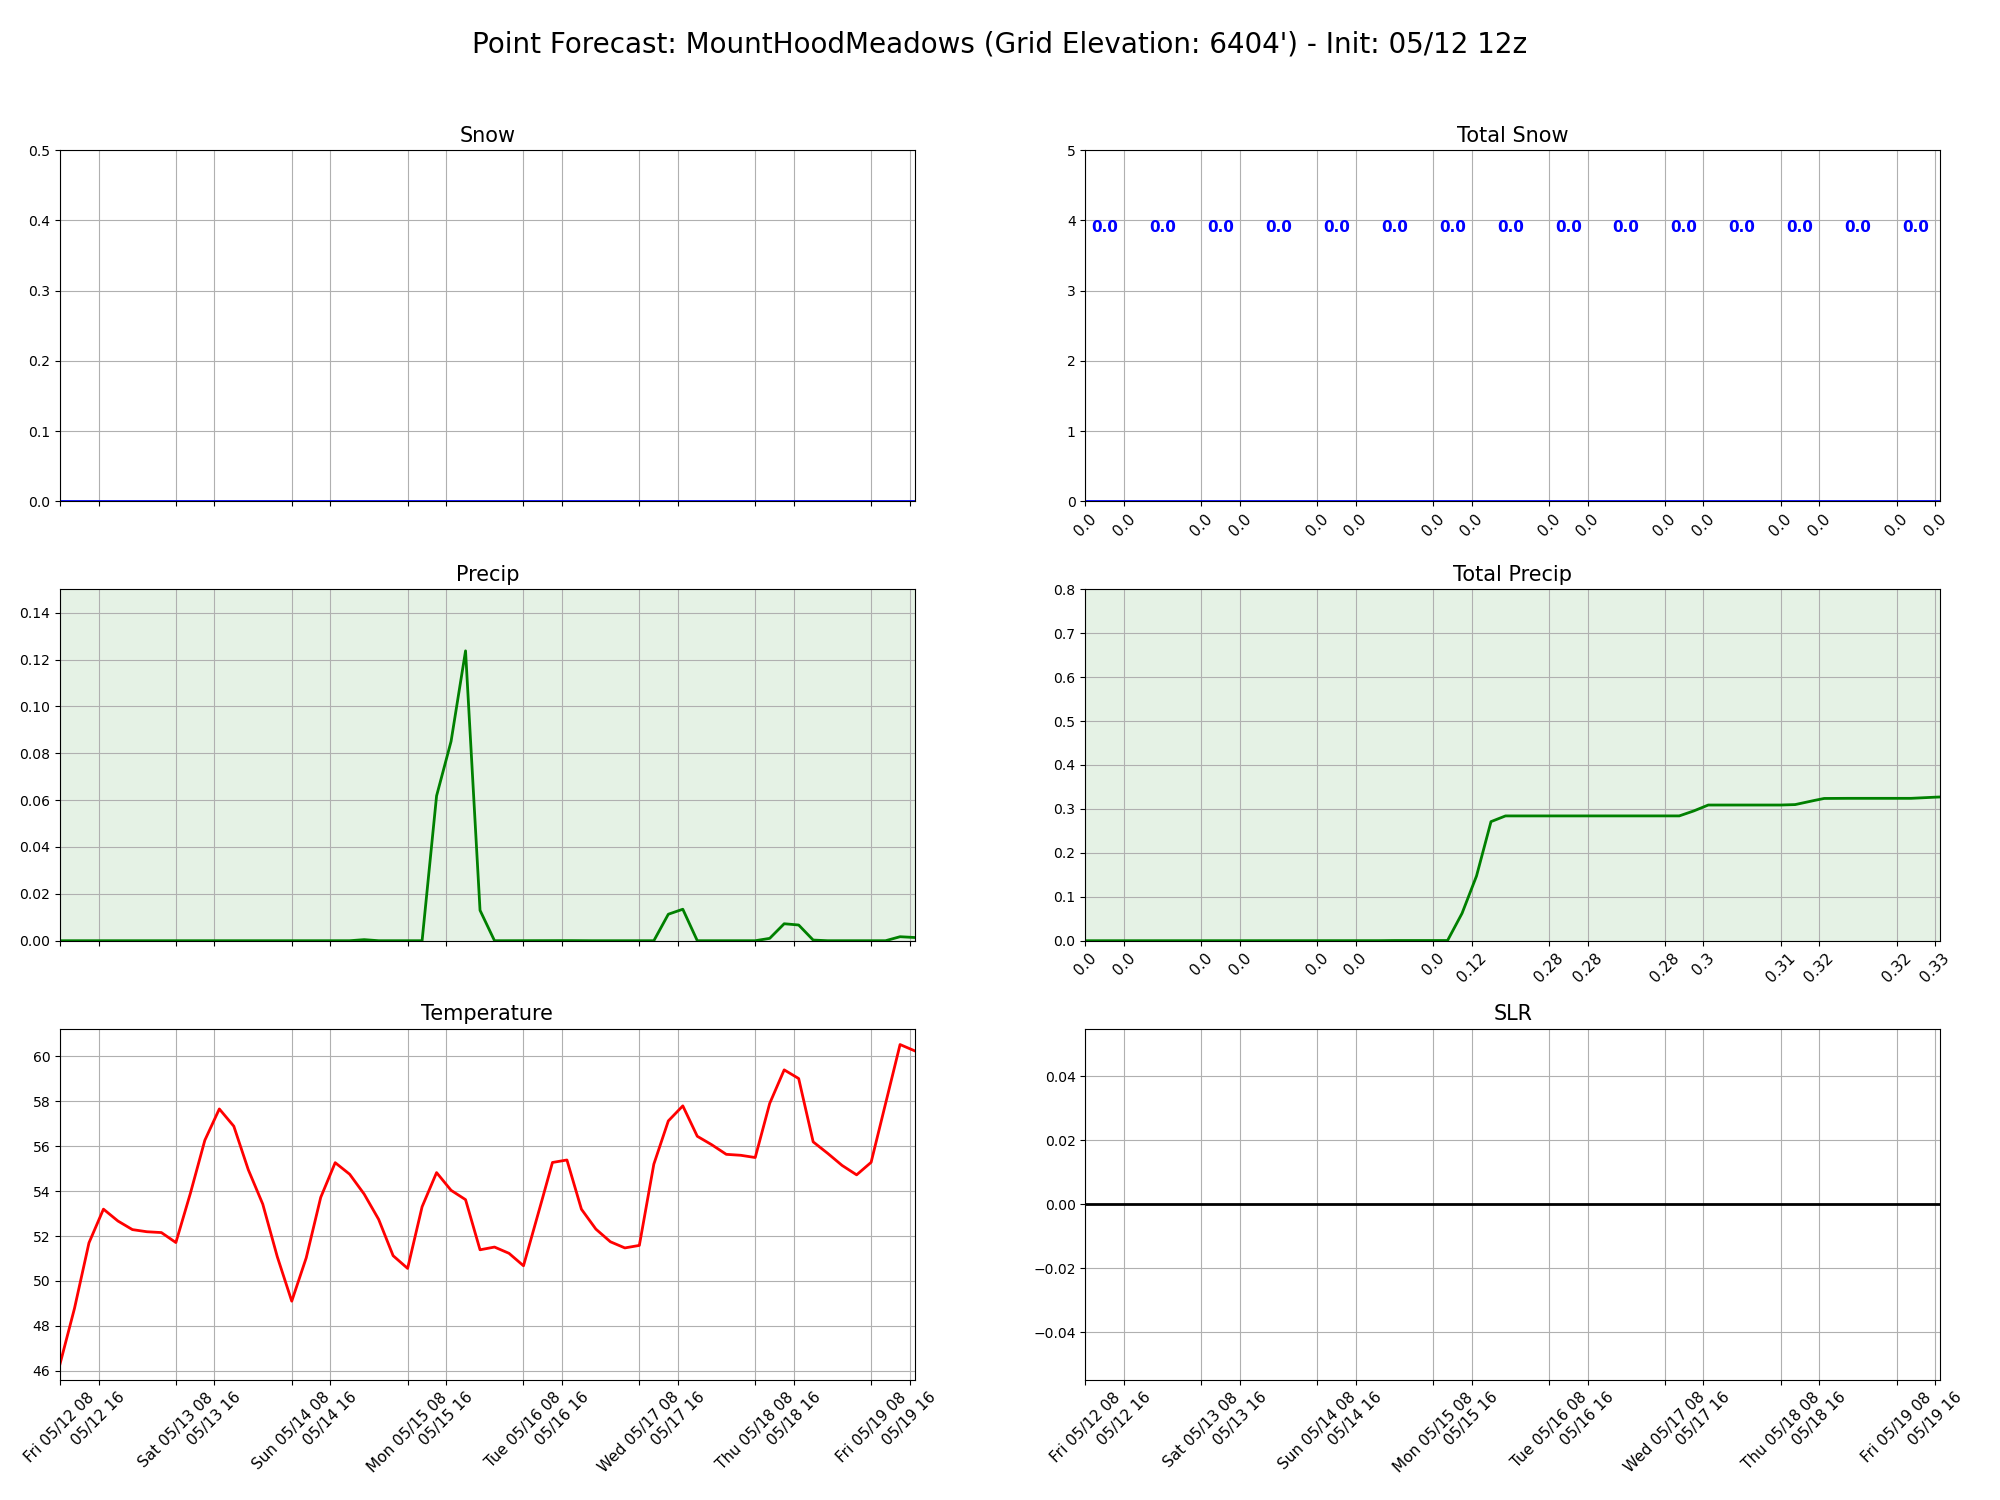 Point Forecast: MountHoodMeadows (Grid Elevation: 6404') - Init: 05/12 12z
Snow
0.5
0.4
0.3
0.2
0.1
0.0
Total Snow
5
4
3
2
1
0
0.0 0.0 0.0 0.0 0.0 0.0 0.0 0.0 0.0 0.0 0.0 0.0 0.0 0.0 0.0
0.0 0.0 0.0 0.0 0.0 0.0 0.0 0.0 0.0 0.0 0.0 0.0 0.0 0.0 0.0 0.0
Precip
0.14
0.12
0.10
0.08
0.06
0.04
0.02
0.00
Total Precip
0.8
0.7
0.6
0.5
0.4
0.3
0.2
0.1
0.0
0.0 0.0 0.0 0.0 0.0 0.0 0.0 0.12 0.28 0.28 0.28 0.3 0.31 0.32 0.32 0.33
Temperature
60
58
56
54
52
50
48
46
Fri 05/12 08
05/12 16
Sat 05/13 08
05/13 16
Sun 05/14 08
05/14 16
Mon 05/15 08
05/15 16
Tue 05/16 08
05/16 16
Wed 05/17 08
05/17 16
Thu 05/18 08
05/18 16
Fri 05/19 08
05/19 16
SLR
0.04
0.02
0.00
−0.02
−0.04
Fri 05/12 08
05/12 16
Sat 05/13 08
05/13 16
Sun 05/14 08
05/14 16
Mon 05/15 08
05/15 16
Tue 05/16 08
05/16 16
Wed 05/17 08
05/17 16
Thu 05/18 08
05/18 16
Fri 05/19 08
05/19 16